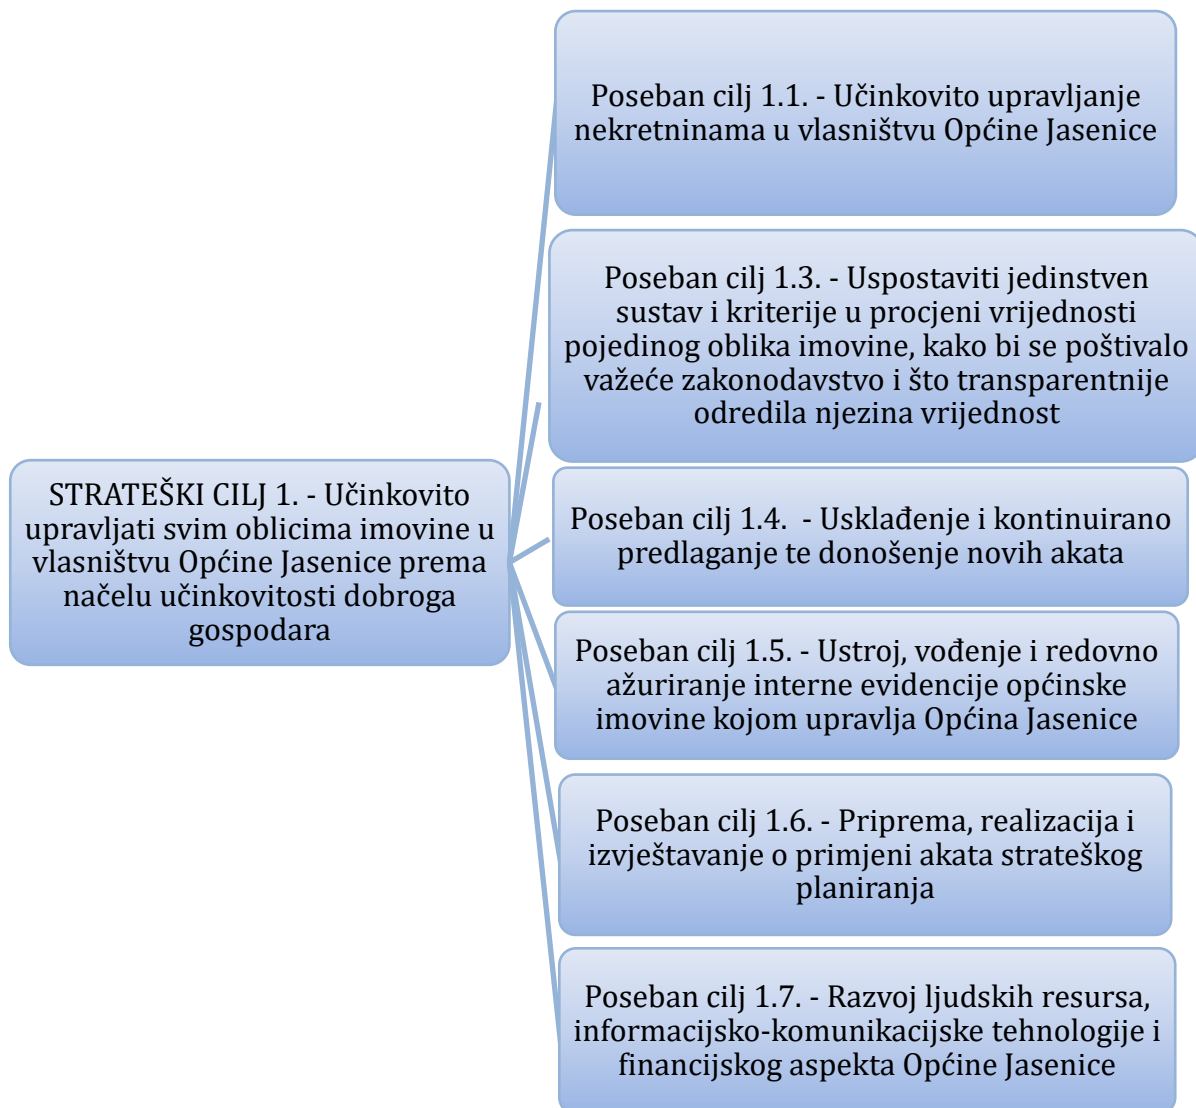 STRATEŠKI CILJ 1. - Učinkovito
upravljati svim oblicima imovine u
vlasništvu Općine Jasenice prema
načelu učinkovitosti dobroga
gospodara
Poseban cilj 1.1. - Učinkovito upravljanje
nekretninama u vlasništvu Općine Jasenice
Poseban cilj 1.3. - Uspostaviti jedinstven
sustav i kriterije u procjeni vrijednosti
pojedinog oblika imovine, kako bi se poštivalo
važeće zakonodavstvo i što transparentnije
odredila njezina vrijednost
Poseban cilj 1.4.  - Usklađenje i kontinuirano
predlaganje te donošenje novih akata
Poseban cilj 1.5. - Ustroj, vođenje i redovno
ažuriranje interne evidencije općinske
imovine kojom upravlja Općina Jasenice
Poseban cilj 1.6. - Priprema, realizacija i
izvještavanje o primjeni akata strateškog
planiranja
Poseban cilj 1.7. - Razvoj ljudskih resursa,
informacijsko-komunikacijske tehnologije i
financijskog aspekta Općine Jasenice